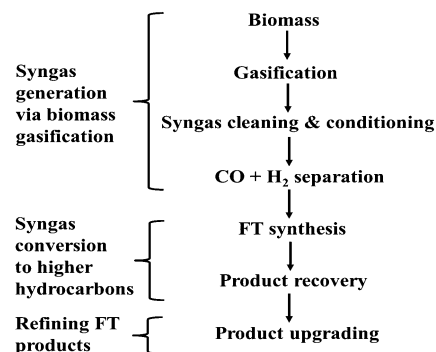 Biomass
Gasification
Syngas cleaning & conditioning
CO + H₂ separation
FT synthesis
Product recovery
Product upgrading
Syngas
generation
via biomass
gasification
Syngas
conversion
to higher
hydrocarbons
Refining FT
products